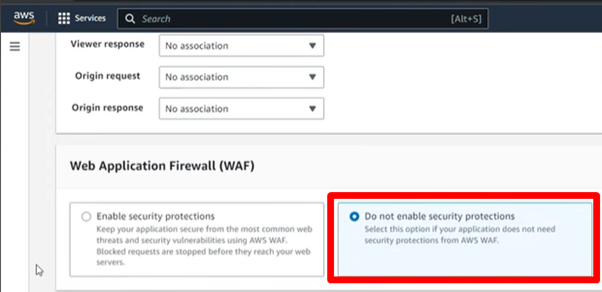 aws Services Search [Alt+S]
Viewer response No association
Origin request No association
Origin response No association
Web Application Firewall (WAF)
Enable security protections
Keep your application secure from the most common web
threats and security vulnerabilities using AWS WAF.
Blocked requests are stopped before they reach your web
servers.
Do not enable security protections
Select this option if your application does not need
security protections from AWS WAF.